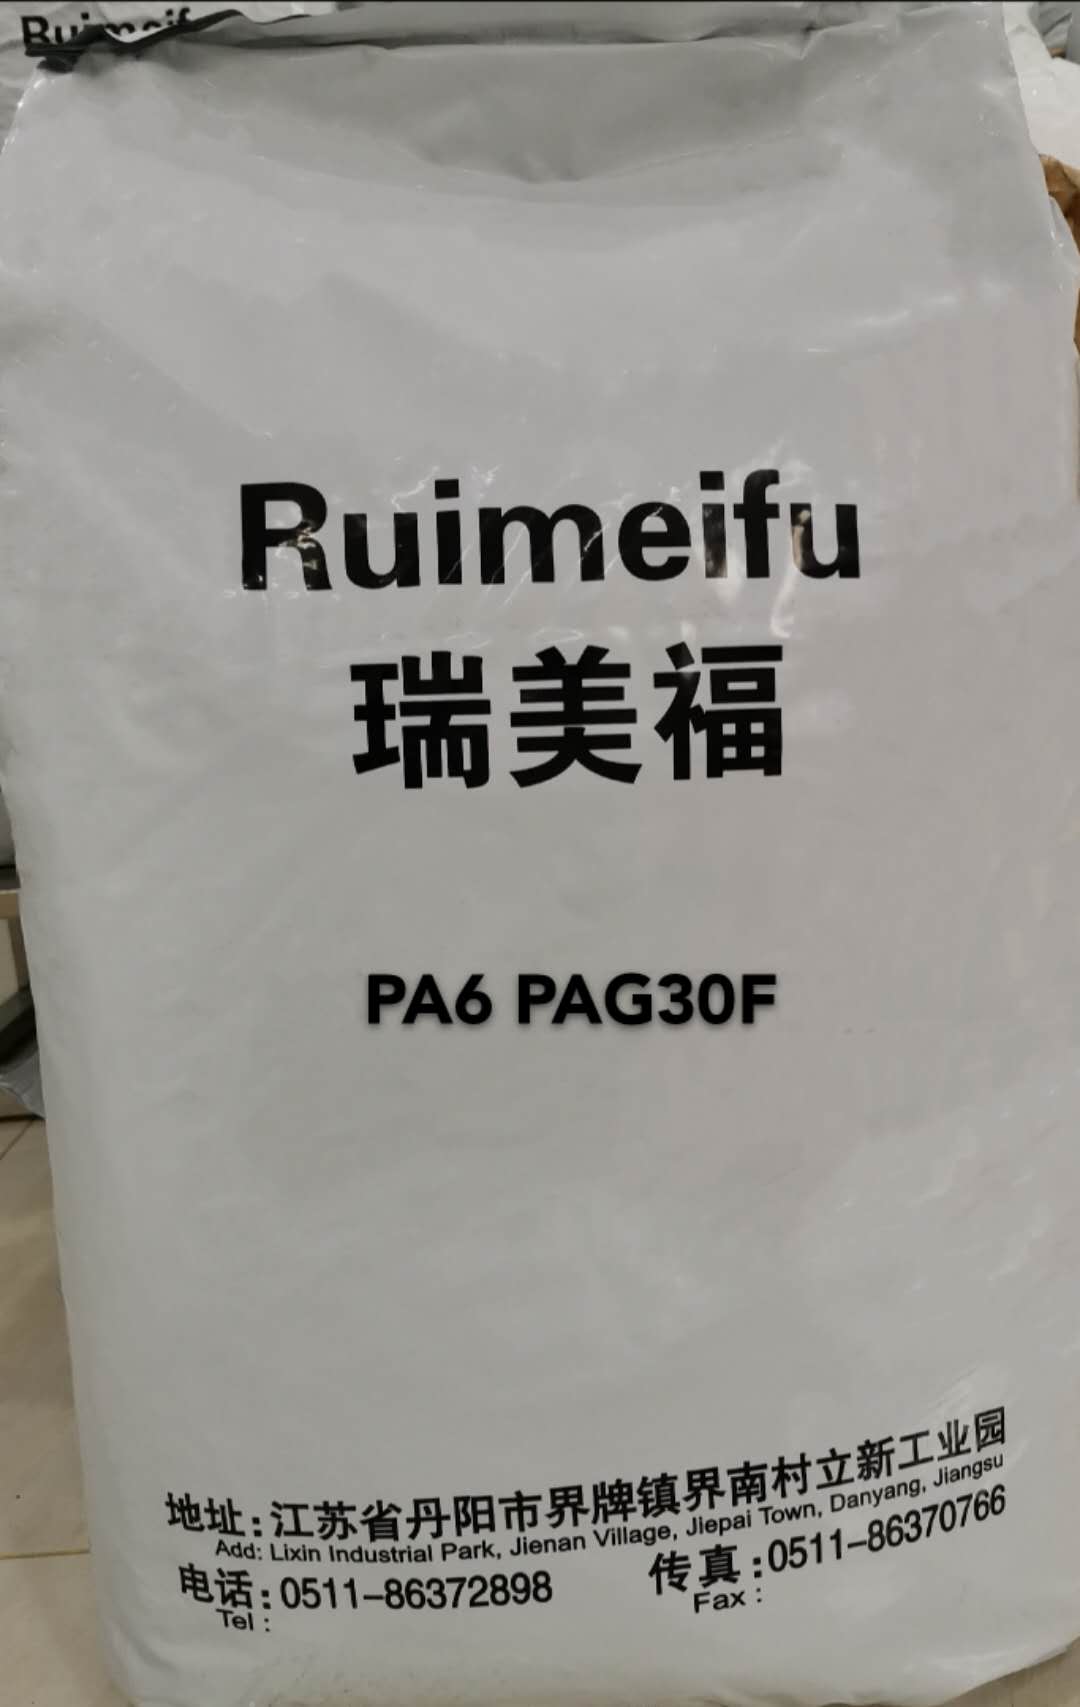 Ruimeif
Ruimeifu
瑞美福
PA6 PAG30F
地址:江苏省丹阳市界牌镇界南村立新工业园
Add: Lixin Industrial Park, Jienan Village, Jiepai Town, Danyang, Jiangsu
电话:0511-86372898 传真:0511-86370766
Tel : Fax :